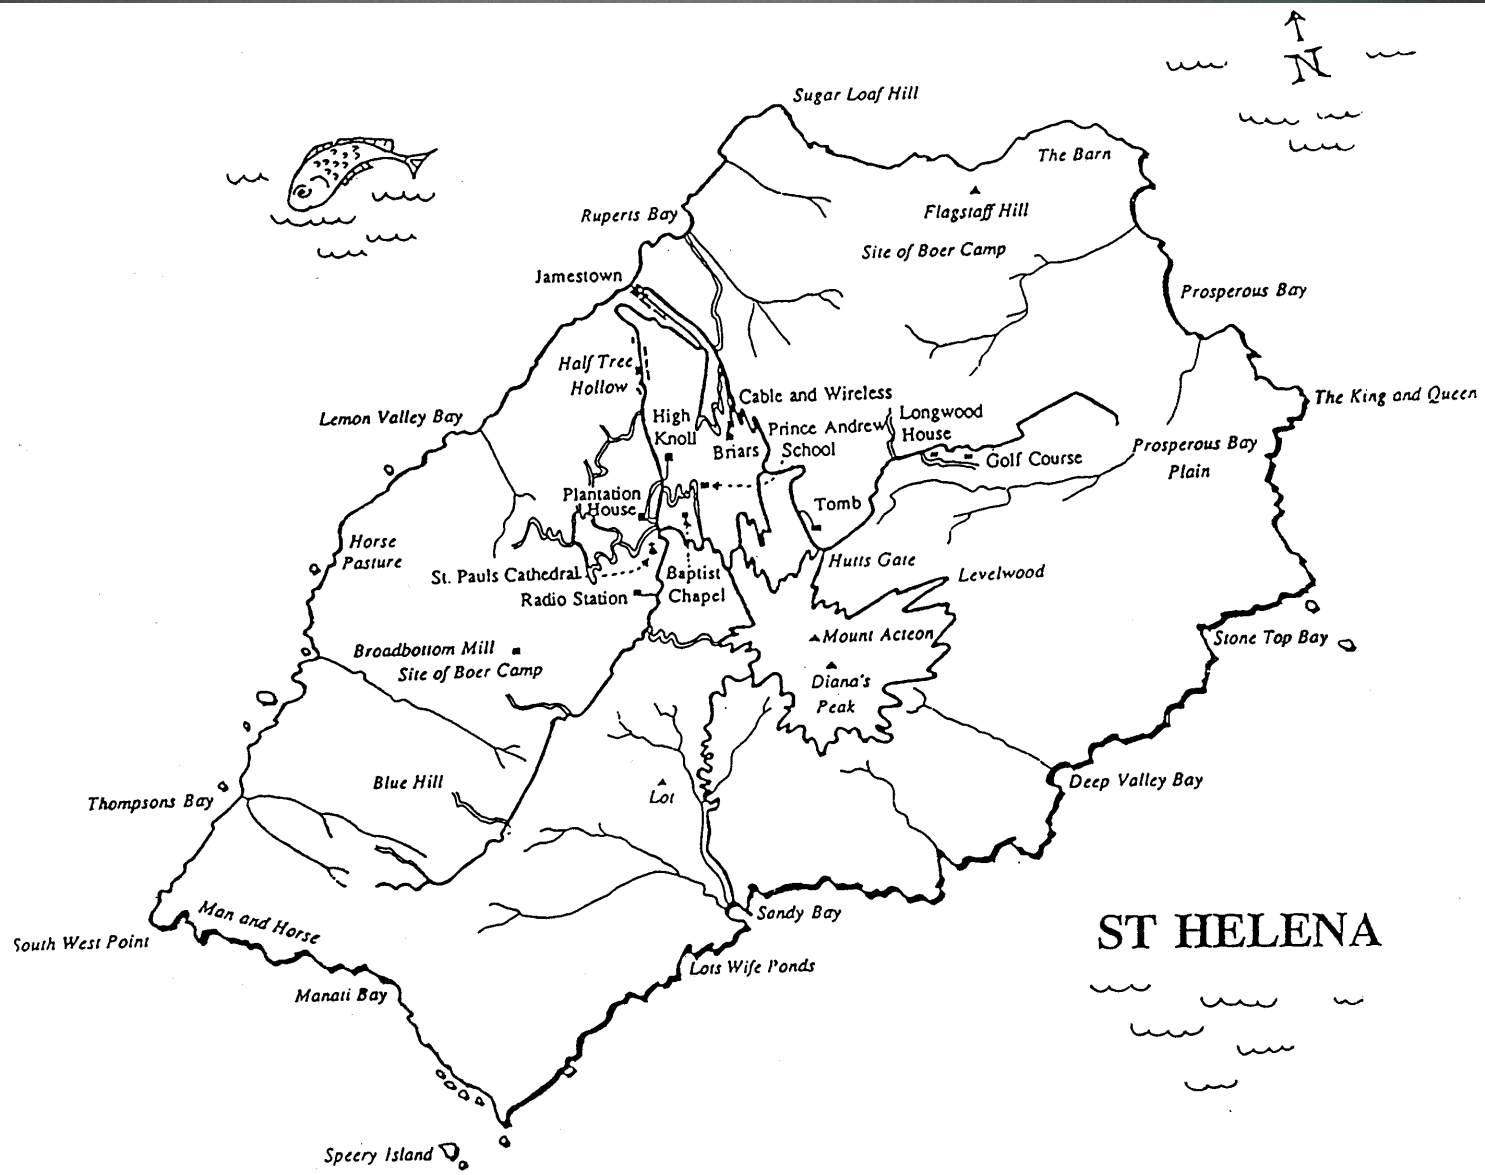 N
Sugar Loaf Hill
The Barn
Flagstaff Hill
Ruperts Bay
Site of Boer Camp
Jamestown
Prosperous Bay
Half Tree
Hollow
Cable and Wireless
The King and Queen
Lemon Valley Bay
High
Knoll
Prince Andrew
School
Longwood
House
Briars
Golf Course
Prosperous Bay
Plain
Plantation
House
Tomb
Horse
Pasture
Hutts Gate
St. Pauls Cathedral
Baptist
Chapel
Levelwood
Radio Station
Mount Acteon
Stone Top Bay
Broadbottom Mill
Site of Boer Camp
Diana's
Peak
Blue Hill
Lot
Deep Valley Bay
Thompsons Bay
Man and Horse
Sandy Bay
ST HELENA
South West Point
Lots Wife Ponds
Manati Bay
Speery Island